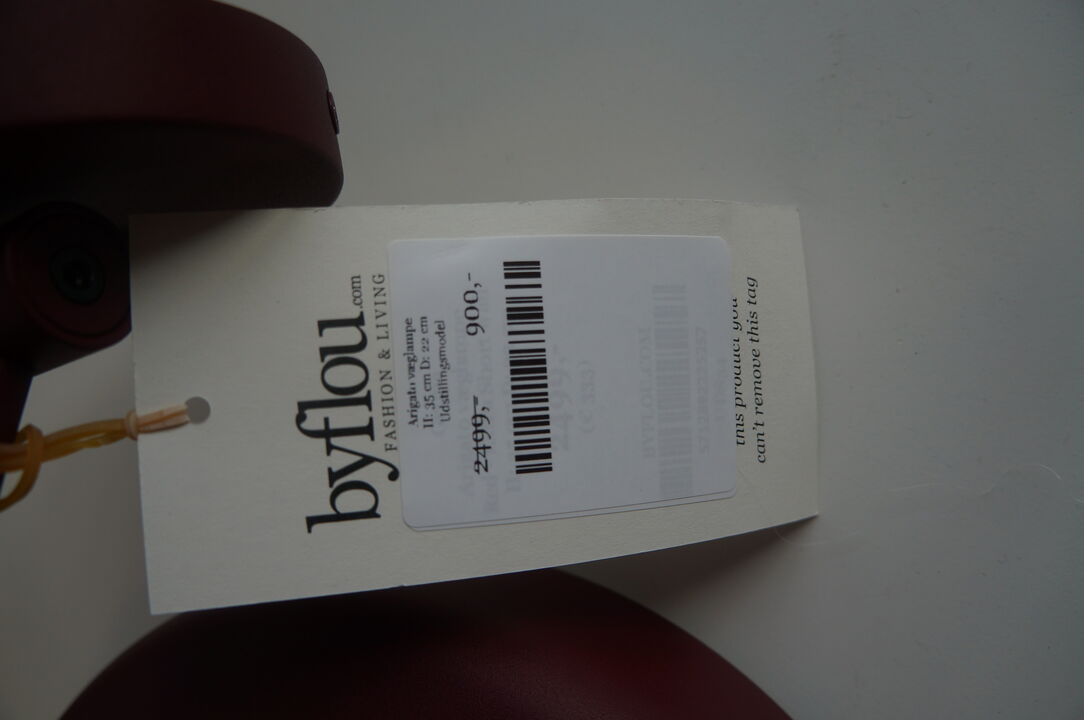 byflou.com
FASHION & LIVING
Arigato væglampe
H: 35 cm D: 22 cm
Udstillingsmodel
2499,- 900,-
this product you
can't remove this tag